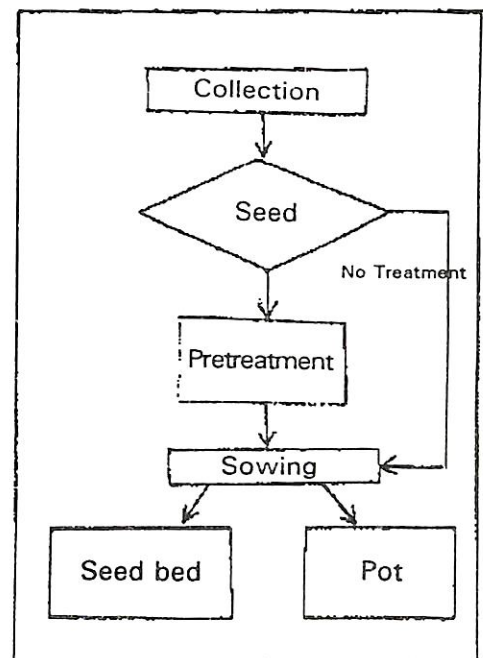 Collection
Seed
No Treatment
Pretreatment
Sowing
Seed bed
Pot